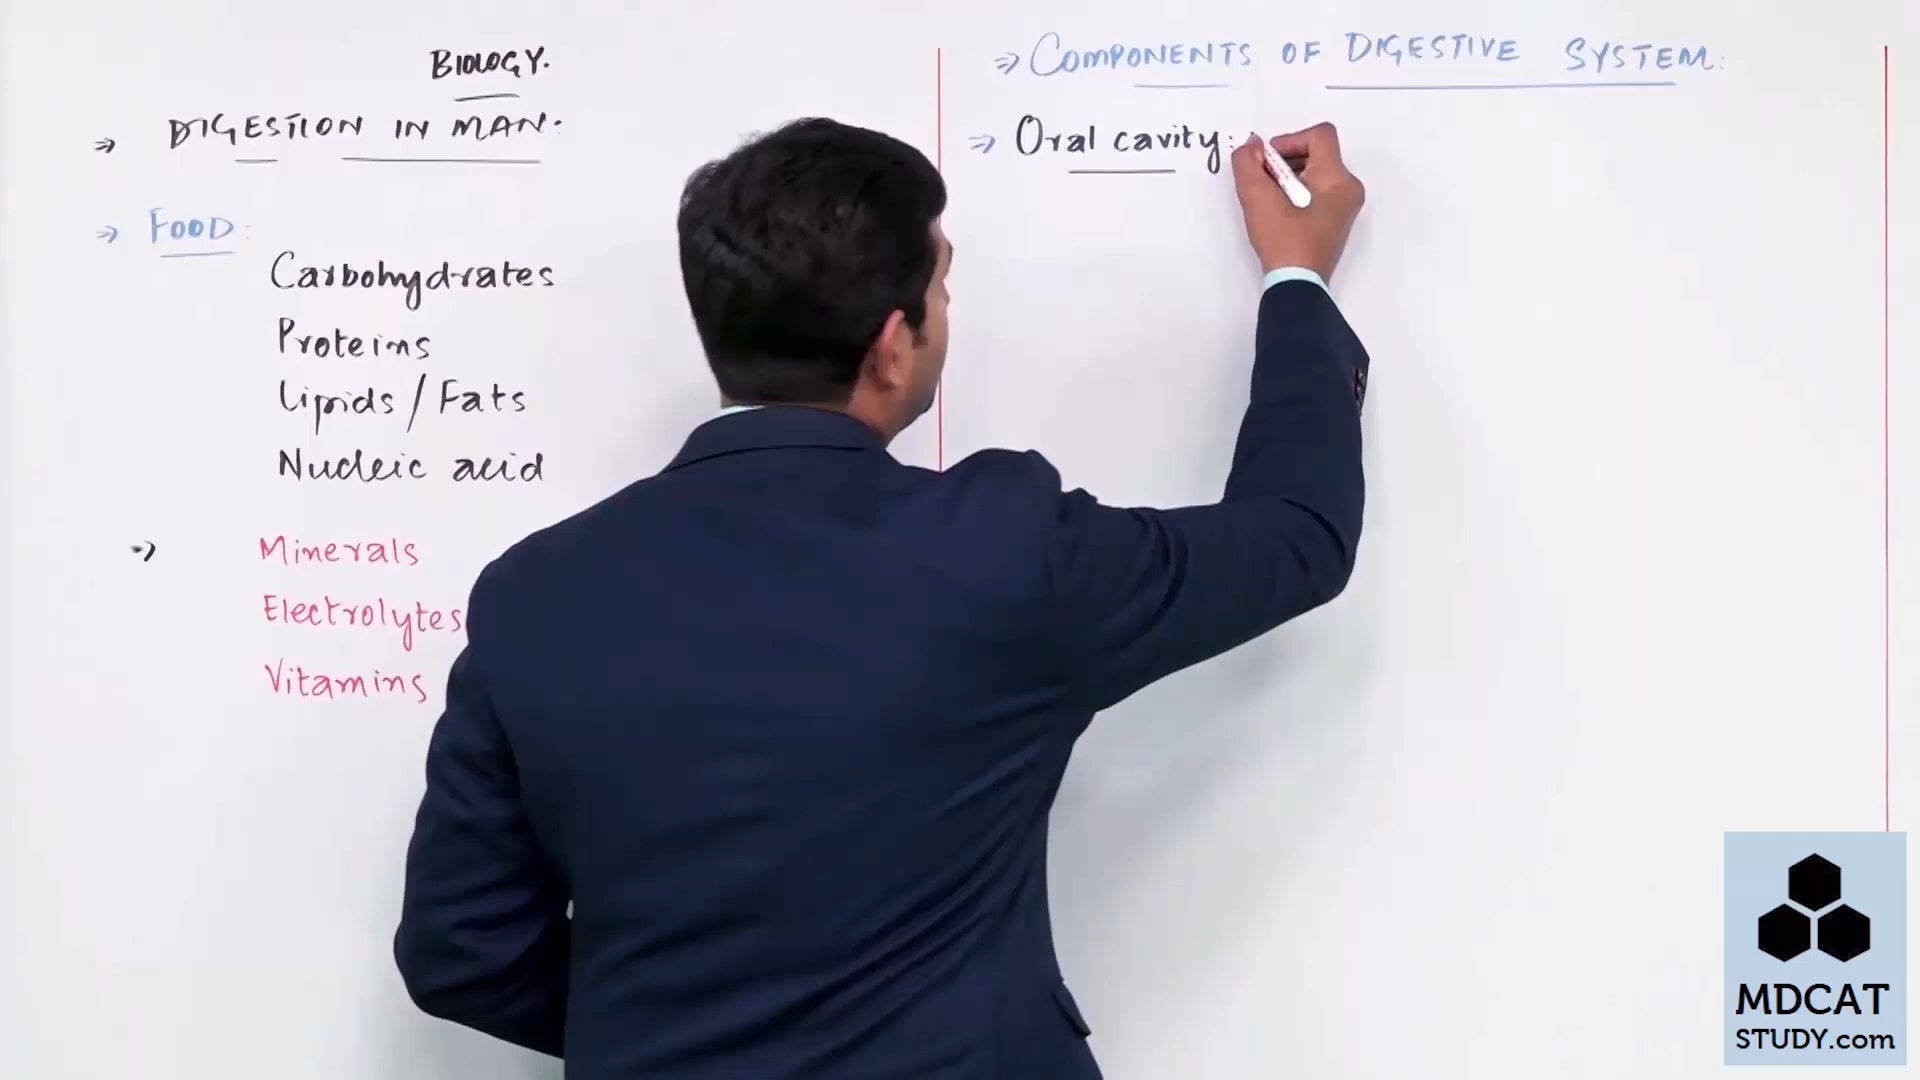 BIOLOGY.
⇒ DIGESTION IN MAN.
⇒ FOOD:
Carbohydrates
Proteins
Lipids / Fats
Nucleic acid
→ Minerals
Electrolytes
Vitamins
⇒ COMPONENTS OF DIGESTIVE SYSTEM:
⇒ Oral cavity:
MDCAT
STUDY.com